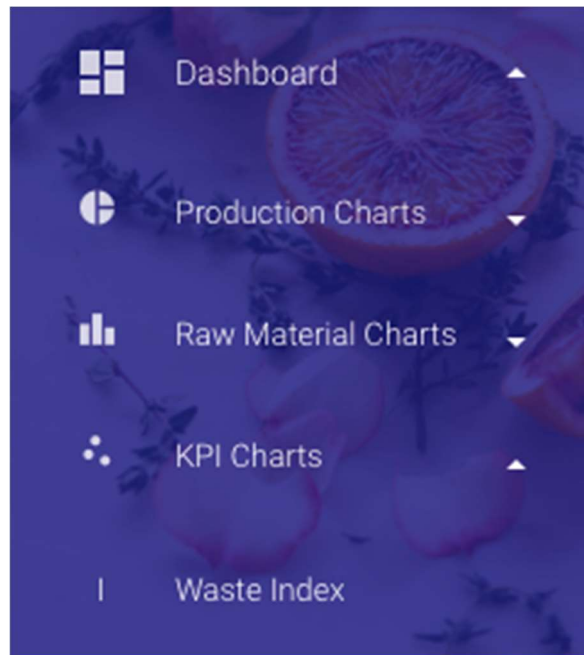 Dashboard
Production Charts
Raw Material Charts
KPI Charts
I Waste Index